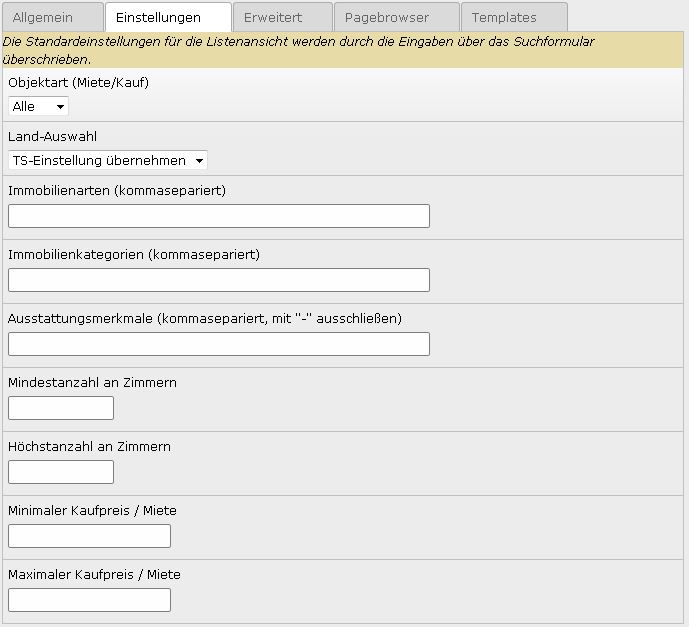 Allgemein Einstellungen Erweitert Pagebrowser Templates
Die Standardeinstellungen für die Listenansicht werden durch die Eingaben über das Suchformular
überschrieben.
Objektart (Miete/Kauf)
Alle
Land-Auswahl
TS-Einstellung übernehmen
Immobilienarten (kommasepariert)
Immobilienkategorien (kommasepariert)
Ausstattungsmerkmale (kommasepariert, mit "-" ausschließen)
Mindestanzahl an Zimmern
Höchstanzahl an Zimmern
Minimaler Kaufpreis / Miete
Maximaler Kaufpreis / Miete